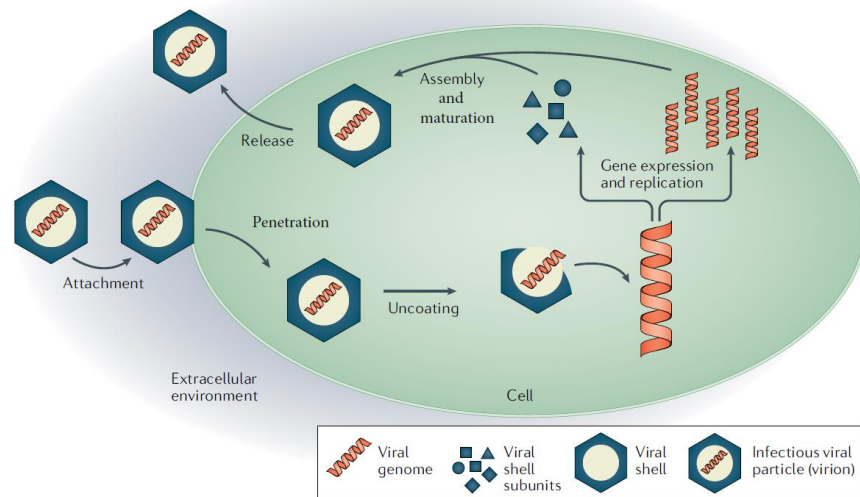 Assembly
and
maturation
Release
Gene expression
and replication
Penetration
Attachment
Uncoating
Extracellular
environment
Cell
Viral
genome
Viral
shell
subunits
Viral
shell
Infectious viral
particle (virion)